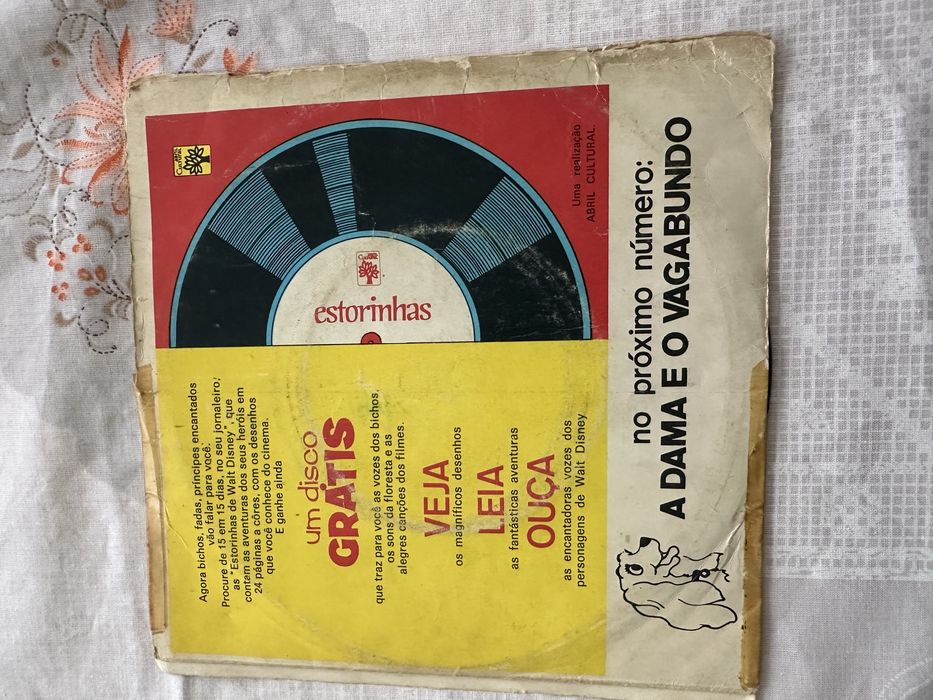 Agora bichos, fadas, príncipes encantados
vão falar para você.
Procure de 15 em 15 dias, no seu jornaleiro,
as "Estorinhas de Walt Disney", que
contam as aventuras dos seus heróis em
24 páginas a côres, com os desenhos
que você conhece do cinema.
E ganhe ainda
um disco
GRÁTIS
que traz para você as vozes dos bichos,
os sons da floresta e as
alegres canções dos filmes.
VEJA
os magníficos desenhos
LEIA
as fantásticas aventuras
OUÇA
as encantadoras vozes dos
personagens de Walt Disney
Abril
Cultural
estorinhas
Uma realização
ABRIL CULTURAL.
no próximo número:
A DAMA E O VAGABUNDO